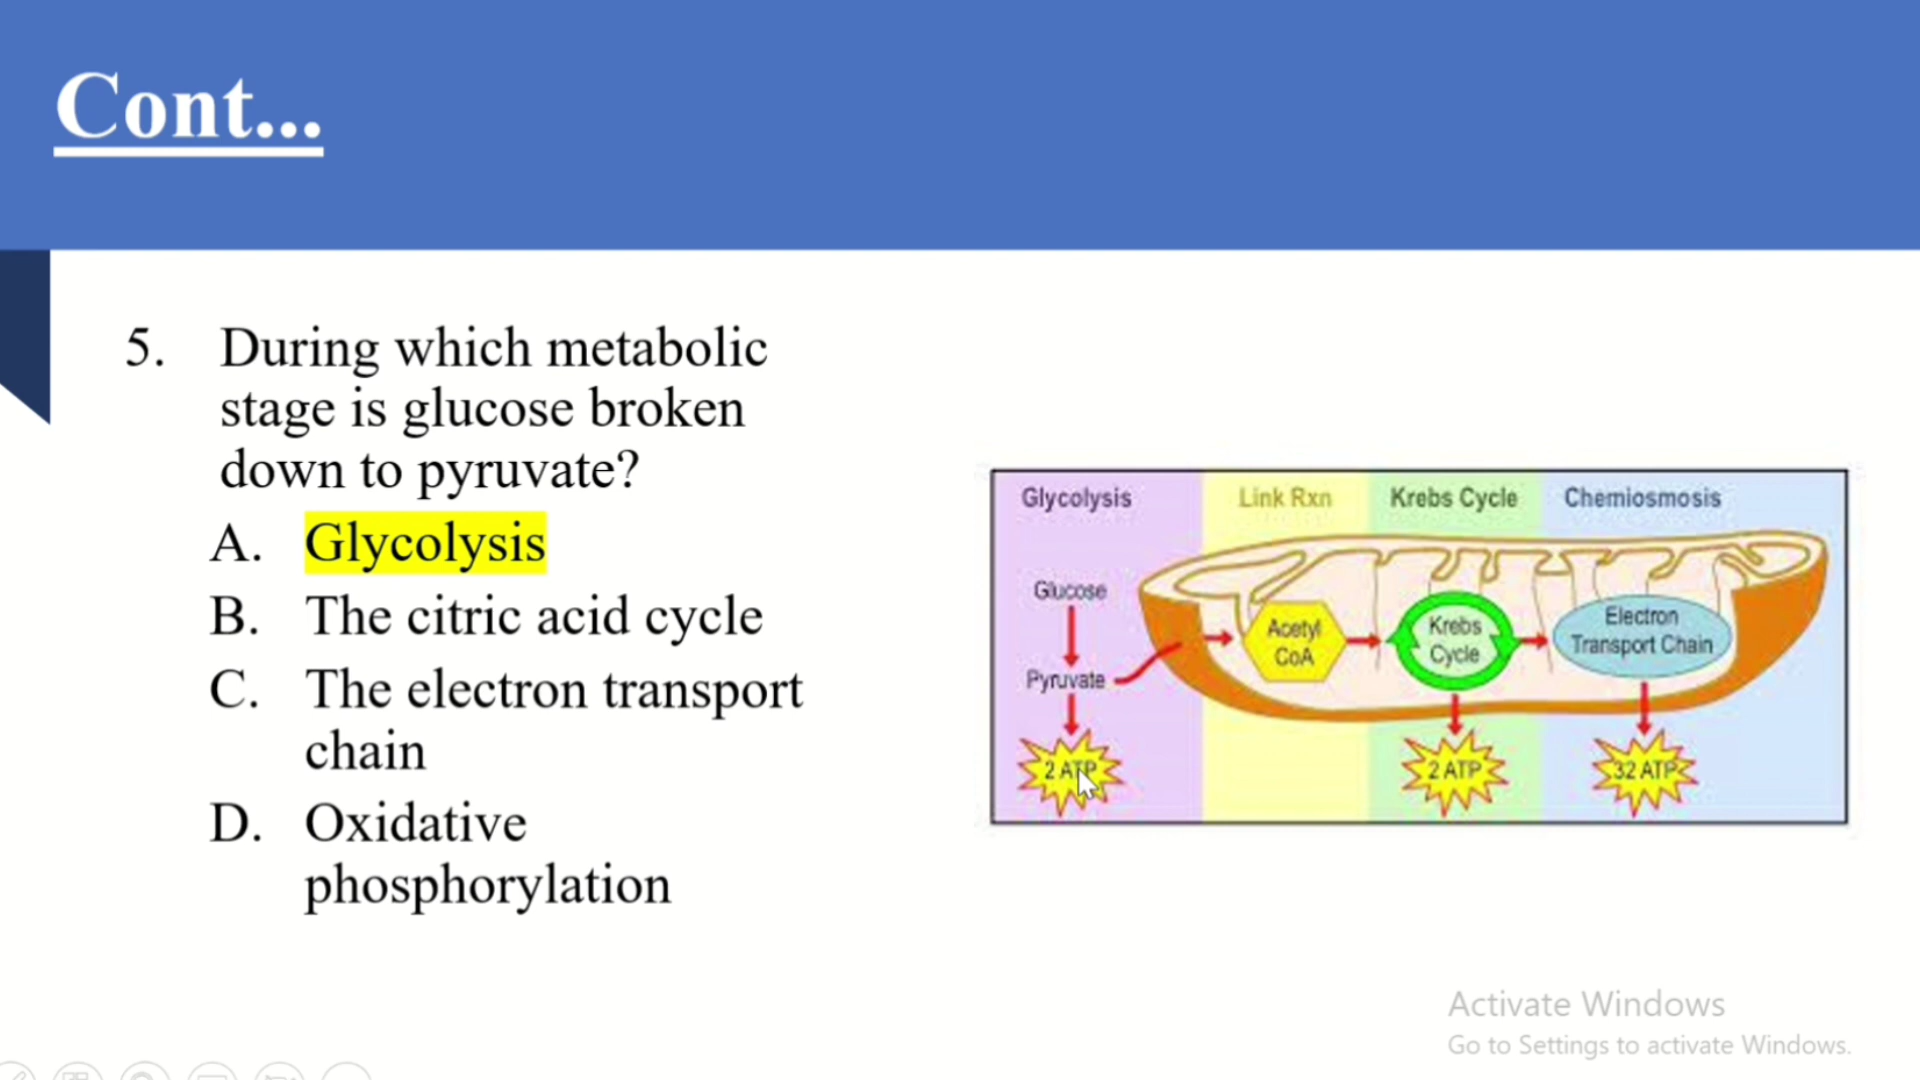 Cont...
5. During which metabolic
stage is glucose broken
down to pyruvate?
A. Glycolysis
B. The citric acid cycle
C. The electron transport
chain
D. Oxidative
phosphorylation
Glycolysis
Link Rxn
Krebs Cycle
Chemiosmosis
Glucose
Pyruvate
2 ATP
Acetyl
CoA
Krebs
Cycle
2 ATP
Electron
Transport Chain
32 ATP
Activate Windows
Go to Settings to activate Windows.